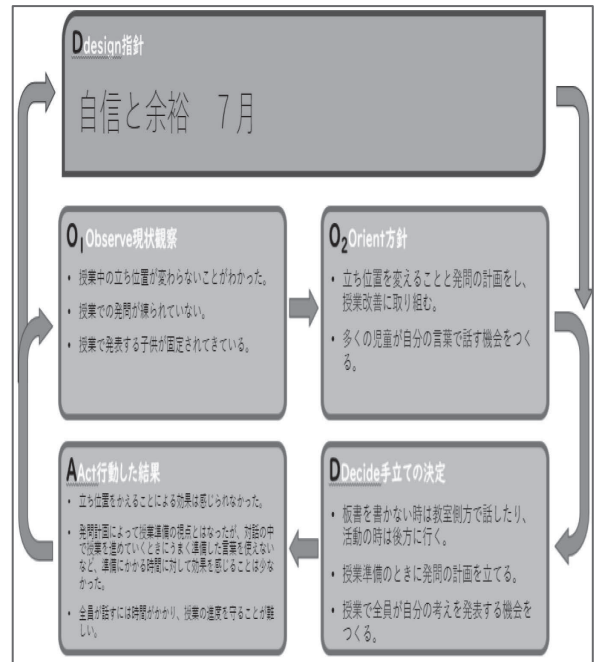 Ddesign指針
自信と余裕　７月
O1Observe現状観察
• 授業中の立ち位置が変わらないことがわかった。
• 授業での発問が練られていない。
• 授業で発表する子供が固定されてきている。
O2Orient方針
• 立ち位置を変えることと発問の計画をし、
授業改善に取り組む。
• 多くの児童が自分の言葉で話す機会をつく
る。
AAct行動した結果
• 立ち位置をかえることによる効果は感じられなかった。
• 発問計画によって授業準備の視点とはなったが、対話の中
で授業を進めていくときにうまく準備した言葉を使えない
など、準備にかかる時間に対して効果を感じることは少な
かった。
• 全員が話すには時間がかかり、授業の進度を守ることが難
しい。
DDecide手立ての決定
• 板書を書かない時は教室側方で話したり、
活動の時は後方に行く。
• 授業準備のときに発問の計画を立てる。
• 授業で全員が自分の考えを発表する機会を
つくる。